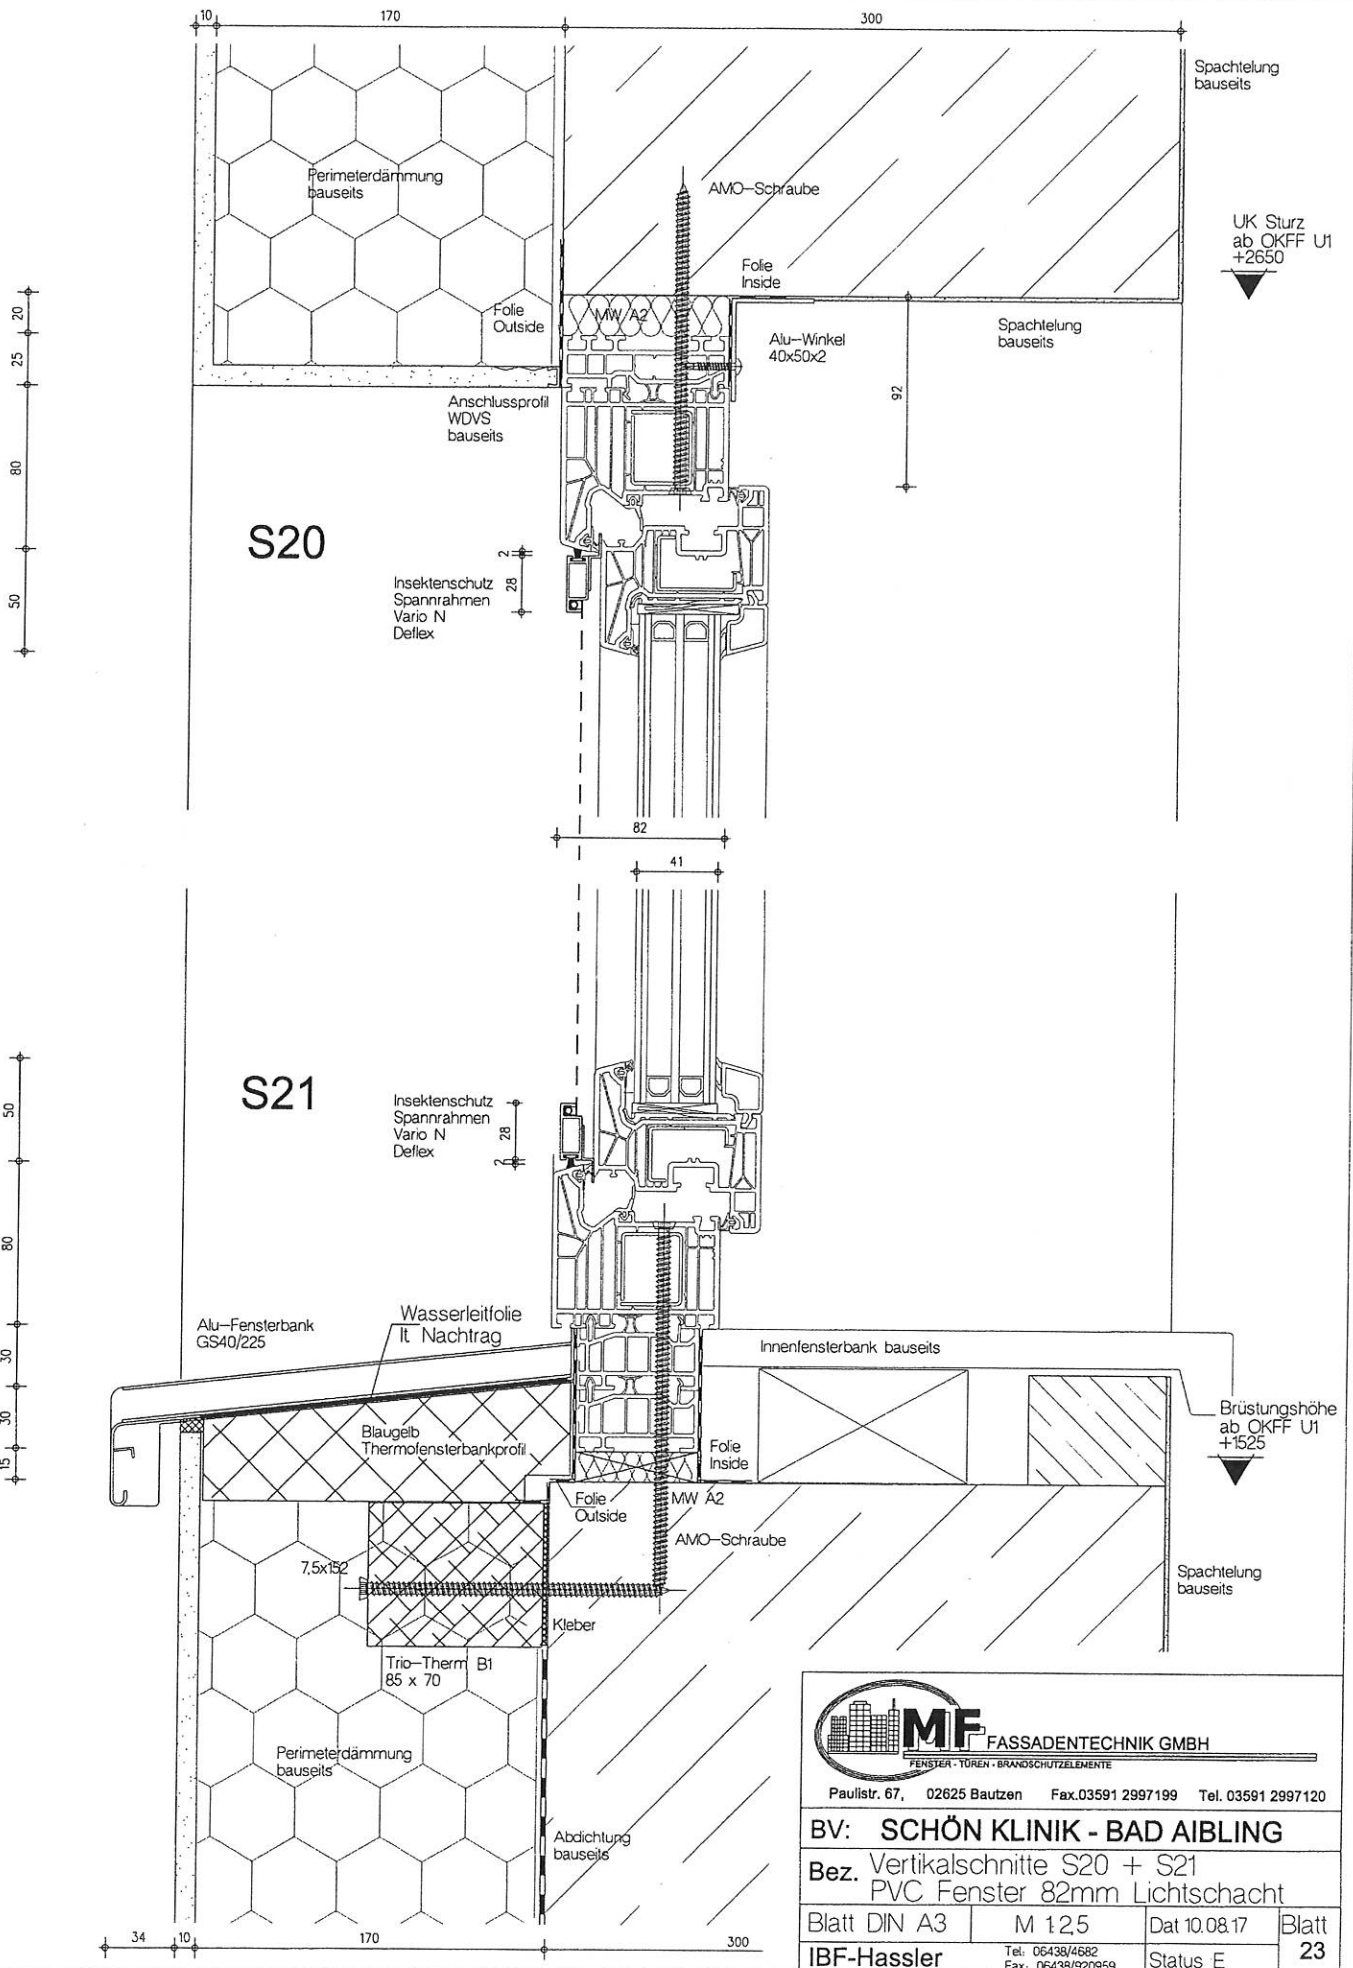 10
170
300
Spachtelung
bauseits
Perimeterdämmung
bauseits
AMO-Schraube
UK Sturz
ab OKFF U1
+2650
Folie
Inside
20
Folie
Outside
MW A2
Spachtelung
bauseits
Alu-Winkel
40x50x2
25
92
Anschlussprofil
WDVS
bauseits
80
S20
2
Insektenschutz
Spannrahmen
Vario N
Deflex
28
50
82
41
S21
50
Insektenschutz
Spannrahmen
Vario N
Deflex
28
2
80
Alu-Fensterbank
GS40/225
Wasserleitfolie
lt. Nachtrag
Innenfensterbank bauseits
30
Brüstungshöhe
ab OKFF U1
+1525
30
Blaugelb
Thermofensterbankprofil
Folie
Inside
15
Folie
Outside
MW A2
AMO-Schraube
7,5x152
Spachtelung
bauseits
Kleber
Trio-Therm B1
85 x 70
Perimeterdämmung
bauseits
Abdichtung
bauseits
34
10
170
300
MF FASSADENTECHNIK GMBH
FENSTER - TÜREN - BRANDSCHUTZELEMENTE
Paulistr. 67, 02625 Bautzen Fax.03591 2997199 Tel. 03591 2997120
BV: SCHÖN KLINIK - BAD AIBLING
Bez. Vertikalschnitte S20 + S21
PVC Fenster 82mm Lichtschacht
Blatt DIN A3 M 1:2,5 Dat 10.08.17 Blatt
23
IBF-Hassler Tel: 06438/4682
Fax: 06438/920959
Status E